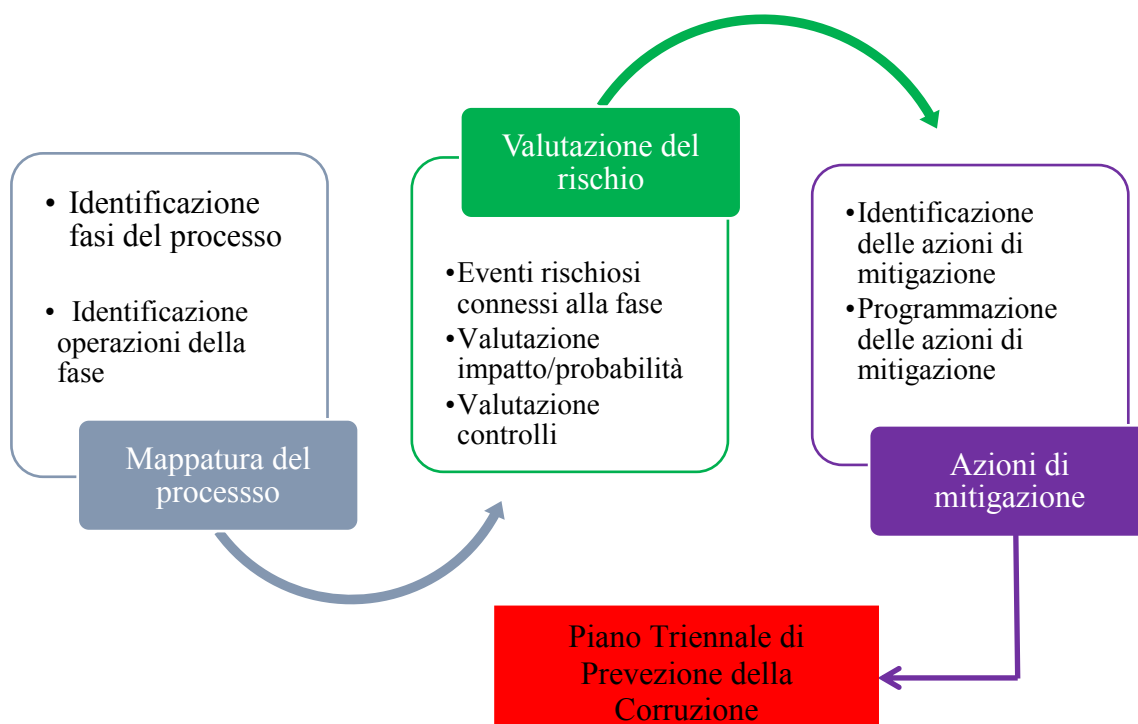 • Identificazione
fasi del processo
• Identificazione
operazioni della
fase
Mappatura del
processso
Valutazione del
rischio
•Eventi rischiosi
connessi alla fase
•Valutazione
impatto/probabilità
•Valutazione
controlli
•Identificazione
delle azioni di
mitigazione
•Programmazione
delle azioni di
mitigazione
Azioni di
mitigazione
Piano Triennale di
Prevezione della
Corruzione